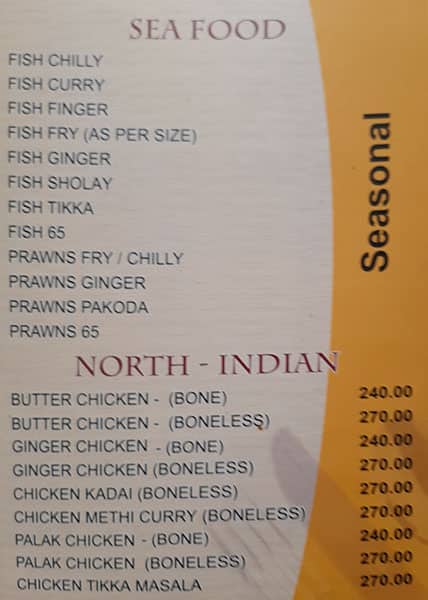 SEA FOOD
FISH CHILLY
FISH CURRY
FISH FINGER
FISH FRY (AS PER SIZE)
FISH GINGER
FISH SHOLAY
FISH TIKKA
FISH 65
PRAWNS FRY / CHILLY
PRAWNS GINGER
PRAWNS PAKODA
PRAWNS 65
Seasonal
NORTH - INDIAN
BUTTER CHICKEN - (BONE) 240.00
BUTTER CHICKEN - (BONELESS) 270.00
GINGER CHICKEN - (BONE) 240.00
GINGER CHICKEN (BONELESS) 270.00
CHICKEN KADAI (BONELESS) 270.00
CHICKEN METHI CURRY (BONELESS) 270.00
PALAK CHICKEN - (BONE) 240.00
PALAK CHICKEN (BONELESS) 270.00
CHICKEN TIKKA MASALA 270.00